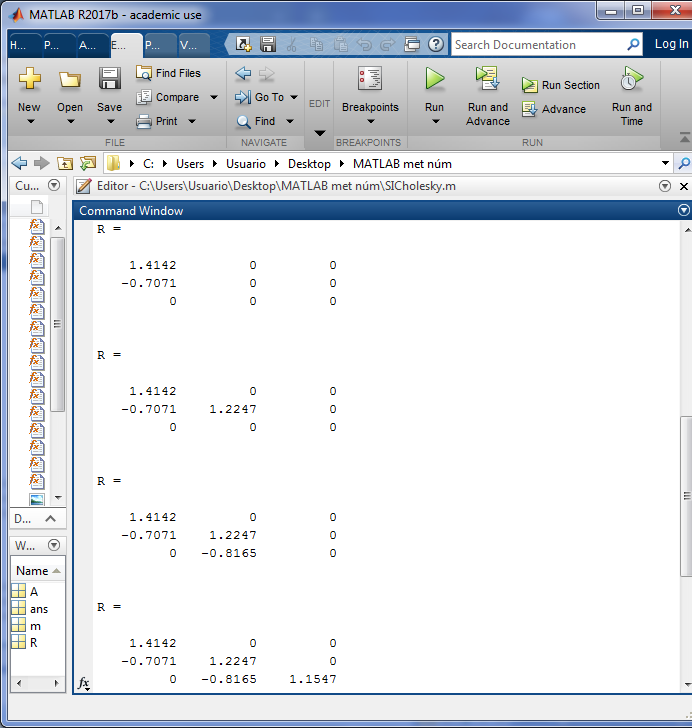 MATLAB R2017b - academic use
H... P... A... E... P... V...
Search Documentation
Log In
New
Open
Save
Find Files
Compare
Print
Go To
Find
EDIT
Breakpoints
Run
Run and Advance
Run Section
Advance
Run and Time
FILE
NAVIGATE
BREAKPOINTS
RUN
C: Users Usuario Desktop MATLAB met núm
Cu...
Editor - C:\Users\Usuario\Desktop\MATLAB met núm\SICholesky.m
Command Window
R =
1.4142 0 0
-0.7071 0 0
0 0 0
R =
1.4142 0 0
-0.7071 1.2247 0
0 0 0
R =
1.4142 0 0
-0.7071 1.2247 0
0 -0.8165 0
R =
1.4142 0 0
-0.7071 1.2247 0
0 -0.8165 1.1547
fx
D...
W...
Name
A
ans
m
R